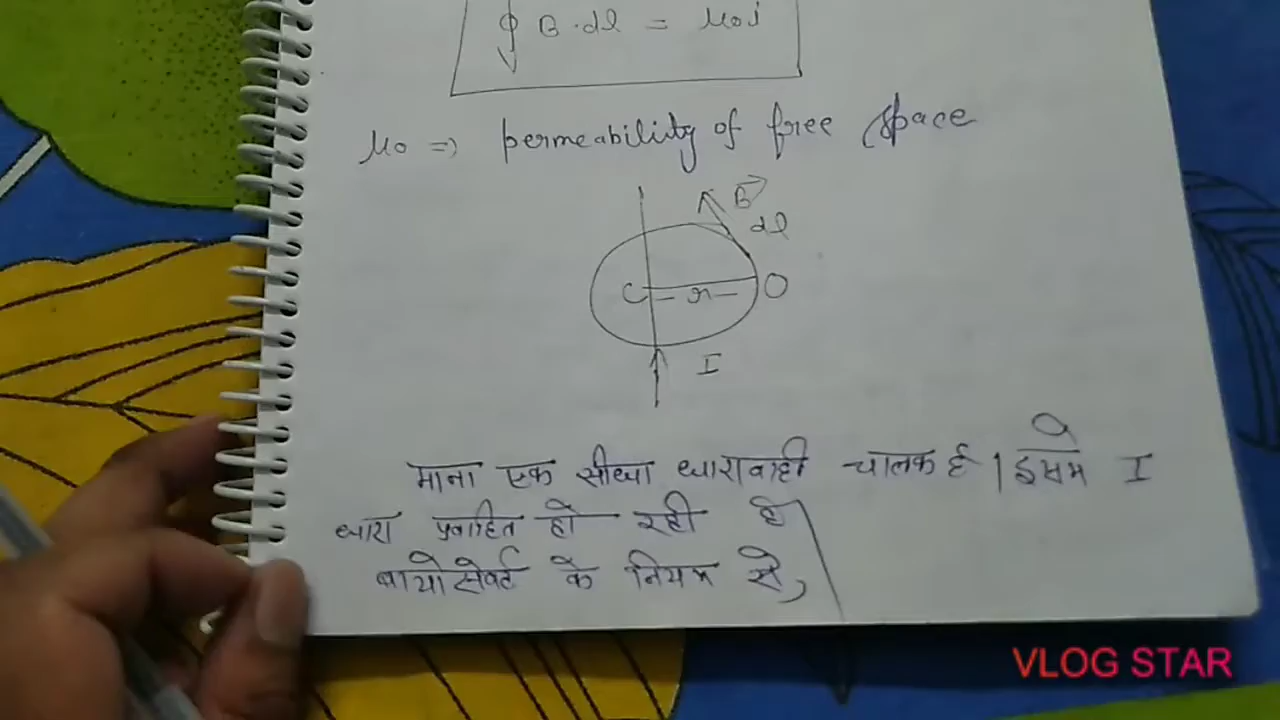 ∮ B·dl = μ0i
μ0 => permeability of free space
B
dl
C - r - O
I
माना एक सीधा धारावाही चालक है। इसमे I
धारा प्रवाहित हो रही है
बायोसेवर्ट के नियम से,
VLOG STAR